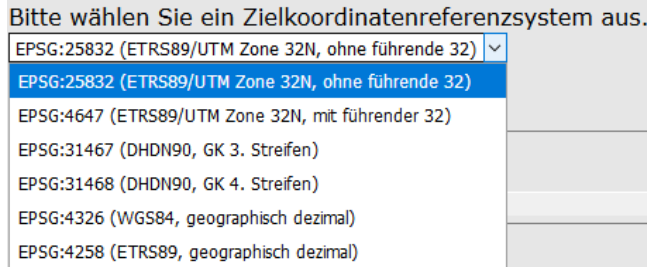 Bitte wählen Sie ein Zielkoordinatenreferenzsystem aus.
EPSG:25832 (ETRS89/UTM Zone 32N, ohne führende 32)
EPSG:25832 (ETRS89/UTM Zone 32N, ohne führende 32)
EPSG:4647 (ETRS89/UTM Zone 32N, mit führender 32)
EPSG:31467 (DHDN90, GK 3. Streifen)
EPSG:31468 (DHDN90, GK 4. Streifen)
EPSG:4326 (WGS84, geographisch dezimal)
EPSG:4258 (ETRS89, geographisch dezimal)